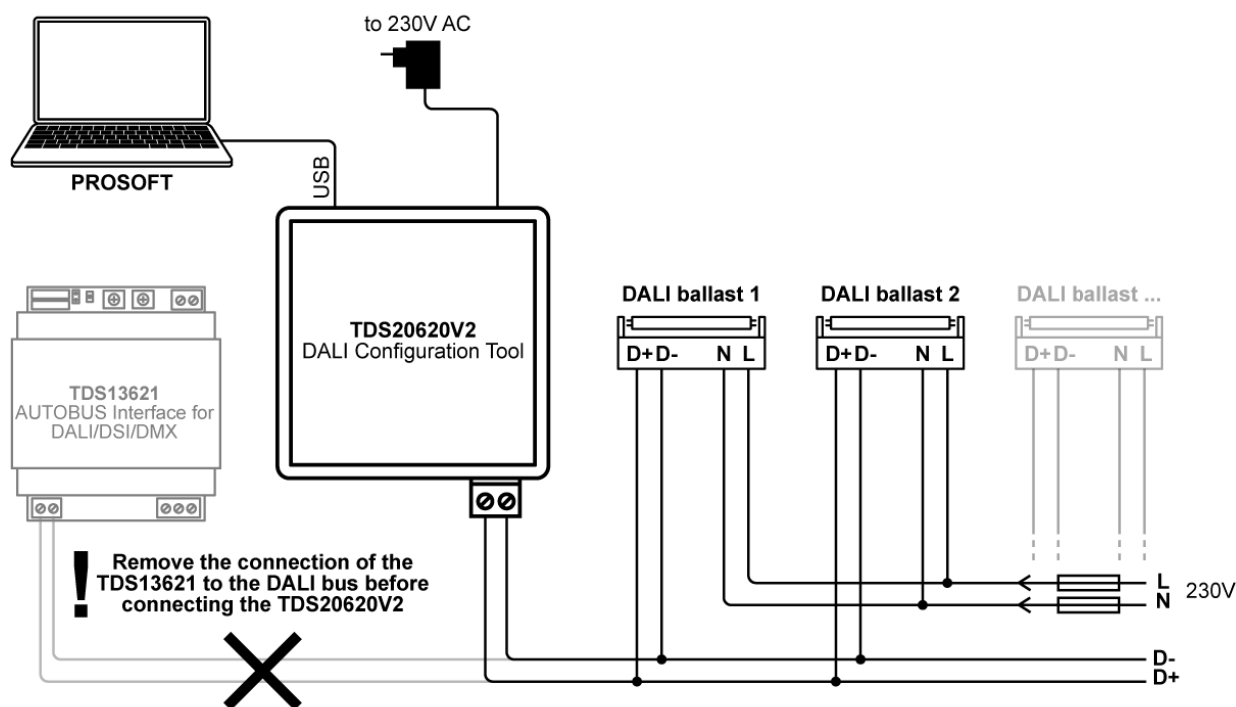 to 230V AC
PROSOFT
USB
TDS20620V2
DALI Configuration Tool
TDS13621
AUTOBUS Interface for
DALI/DSI/DMX
DALI ballast 1
D+ D- N L
DALI ballast 2
D+ D- N L
DALI ballast ...
D+ D- N L
! Remove the connection of the
TDS13621 to the DALI bus before
connecting the TDS20620V2
L
N
230V
D-
D+